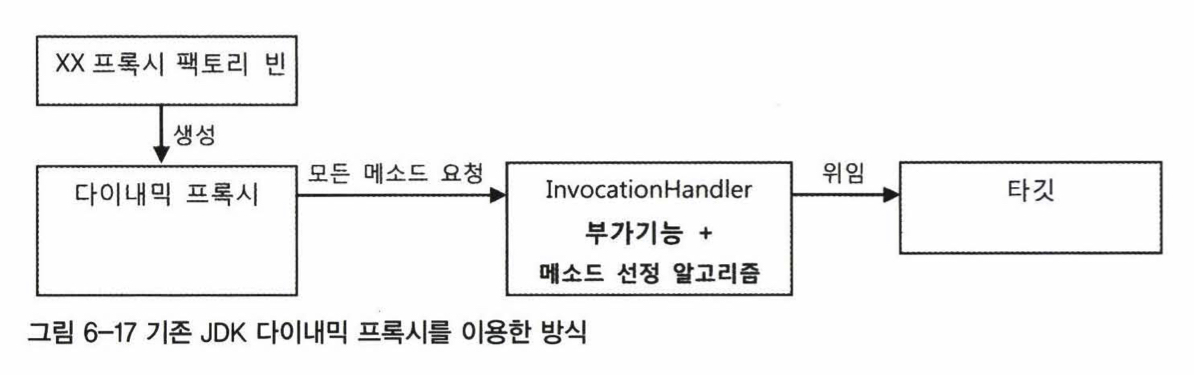 XX 프록시 팩토리 빈
생성
다이내믹 프록시
모든 메소드 요청
InvocationHandler
부가기능 +
메소드 선정 알고리즘
위임
타깃
그림 6-17 기존 JDK 다이내믹 프록시를 이용한 방식